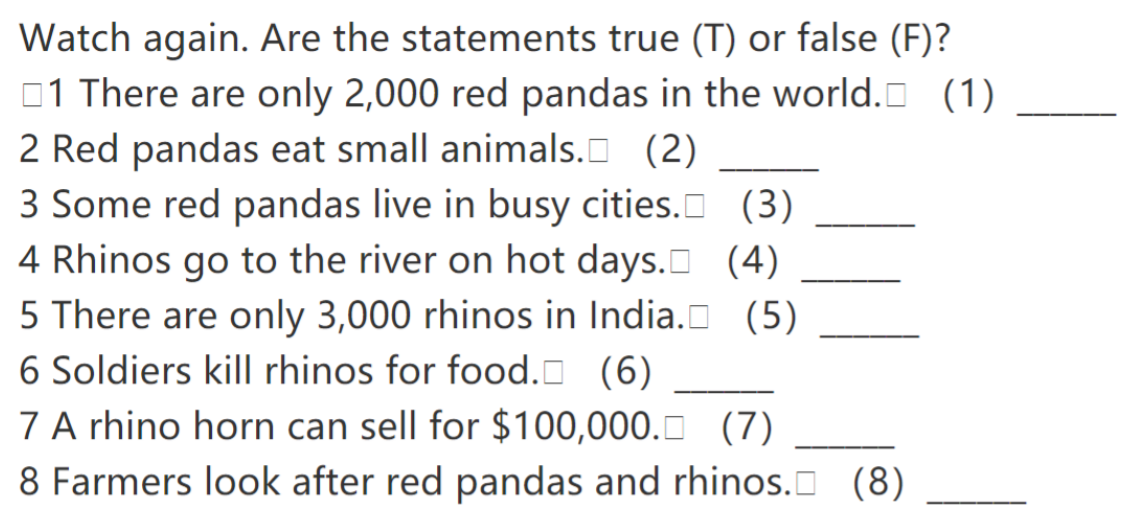 Watch again. Are the statements true (T) or false (F)?
□1 There are only 2,000 red pandas in the world.□ (1) ______
2 Red pandas eat small animals.□ (2) ______
3 Some red pandas live in busy cities.□ (3) ______
4 Rhinos go to the river on hot days.□ (4) ______
5 There are only 3,000 rhinos in India.□ (5) ______
6 Soldiers kill rhinos for food.□ (6) ______
7 A rhino horn can sell for $100,000.□ (7) ______
8 Farmers look after red pandas and rhinos.□ (8) ______